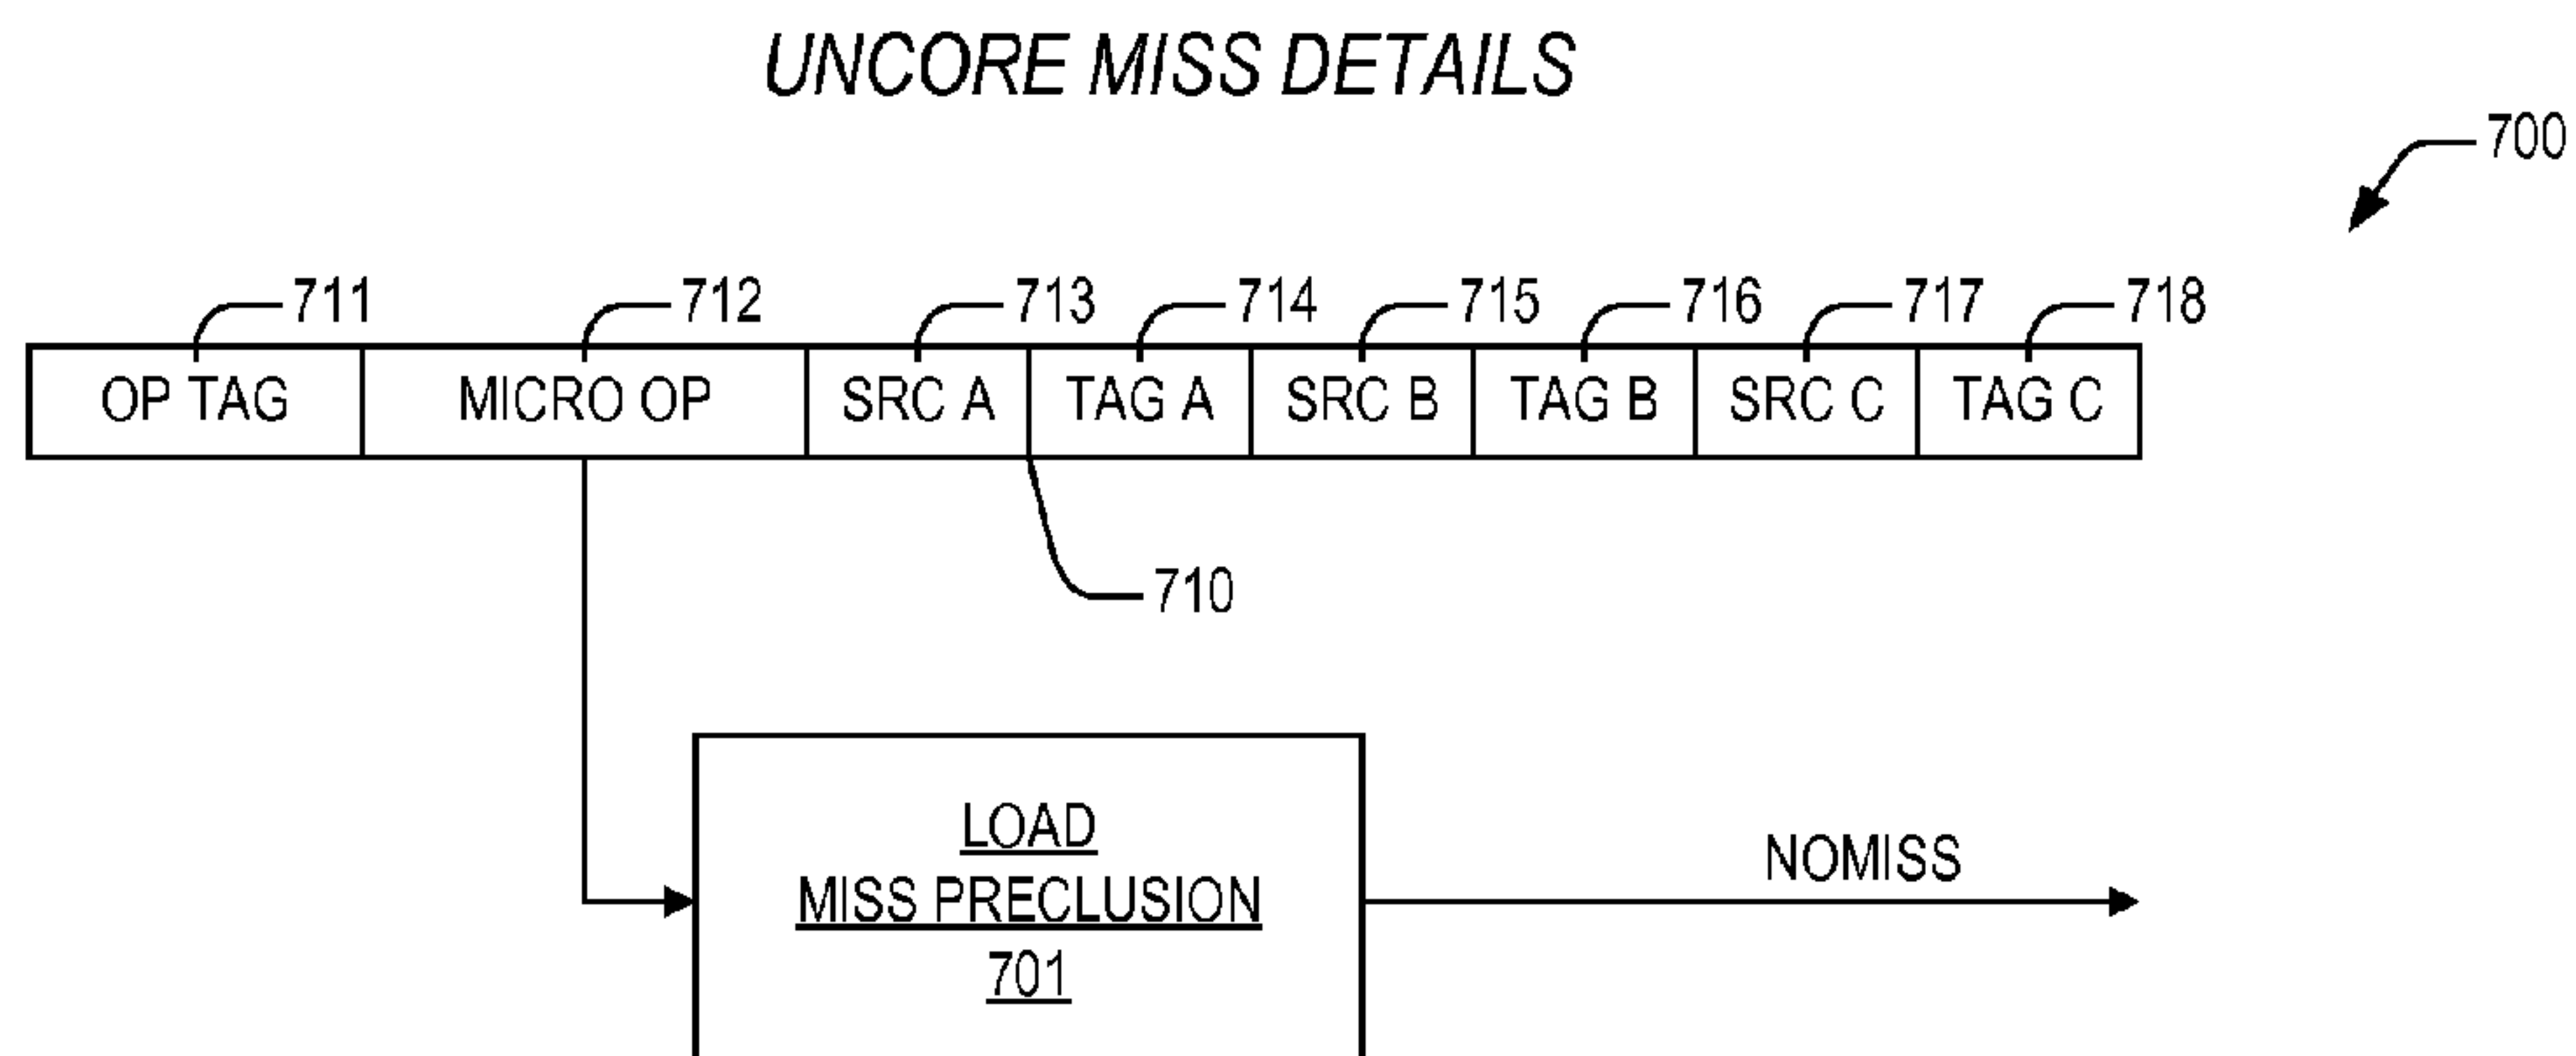 UNCORE MISS DETAILS
700
711 712 713 714 715 716 717 718
OP TAG MICRO OP SRC A TAG A SRC B TAG B SRC C TAG C
710
LOAD
MISS PRECLUSION
701
NOMISS